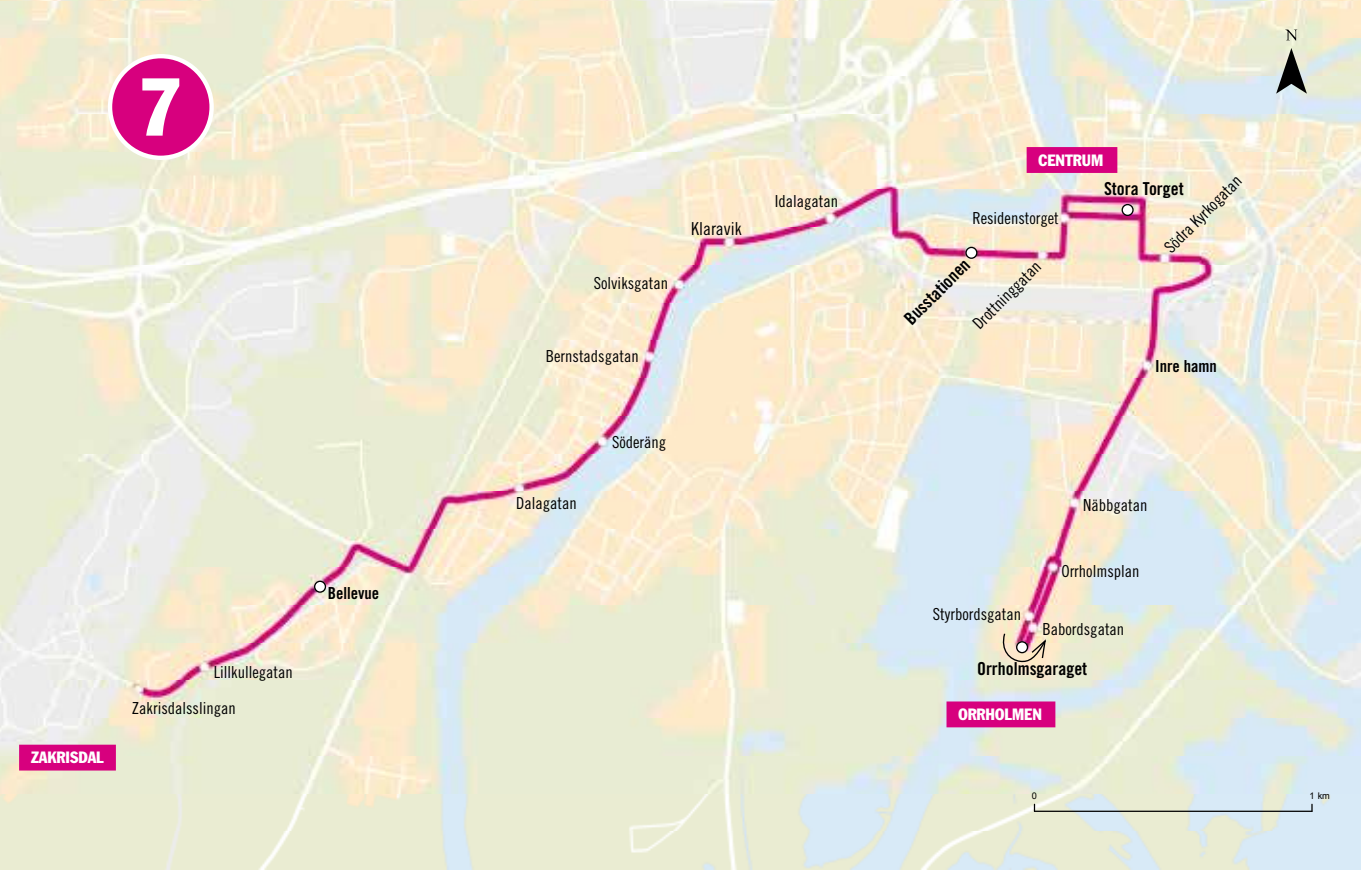 7
N
CENTRUM
Stora Torget
Södra Kyrkogatan
Idalagatan
Residenstorget
Klaravik
Busstationen
Drottninggatan
Solviksgatan
Bernstadsgatan
Inre hamn
Söderäng
Dalagatan
Näbbgatan
Orrholmsplan
Bellevue
Styrbordsgatan
Babordsgatan
Lillkullegatan
Orrholmsgaraget
Zakrisdalsslingan
ORRHOLMEN
ZAKRISDAL
0 1 km